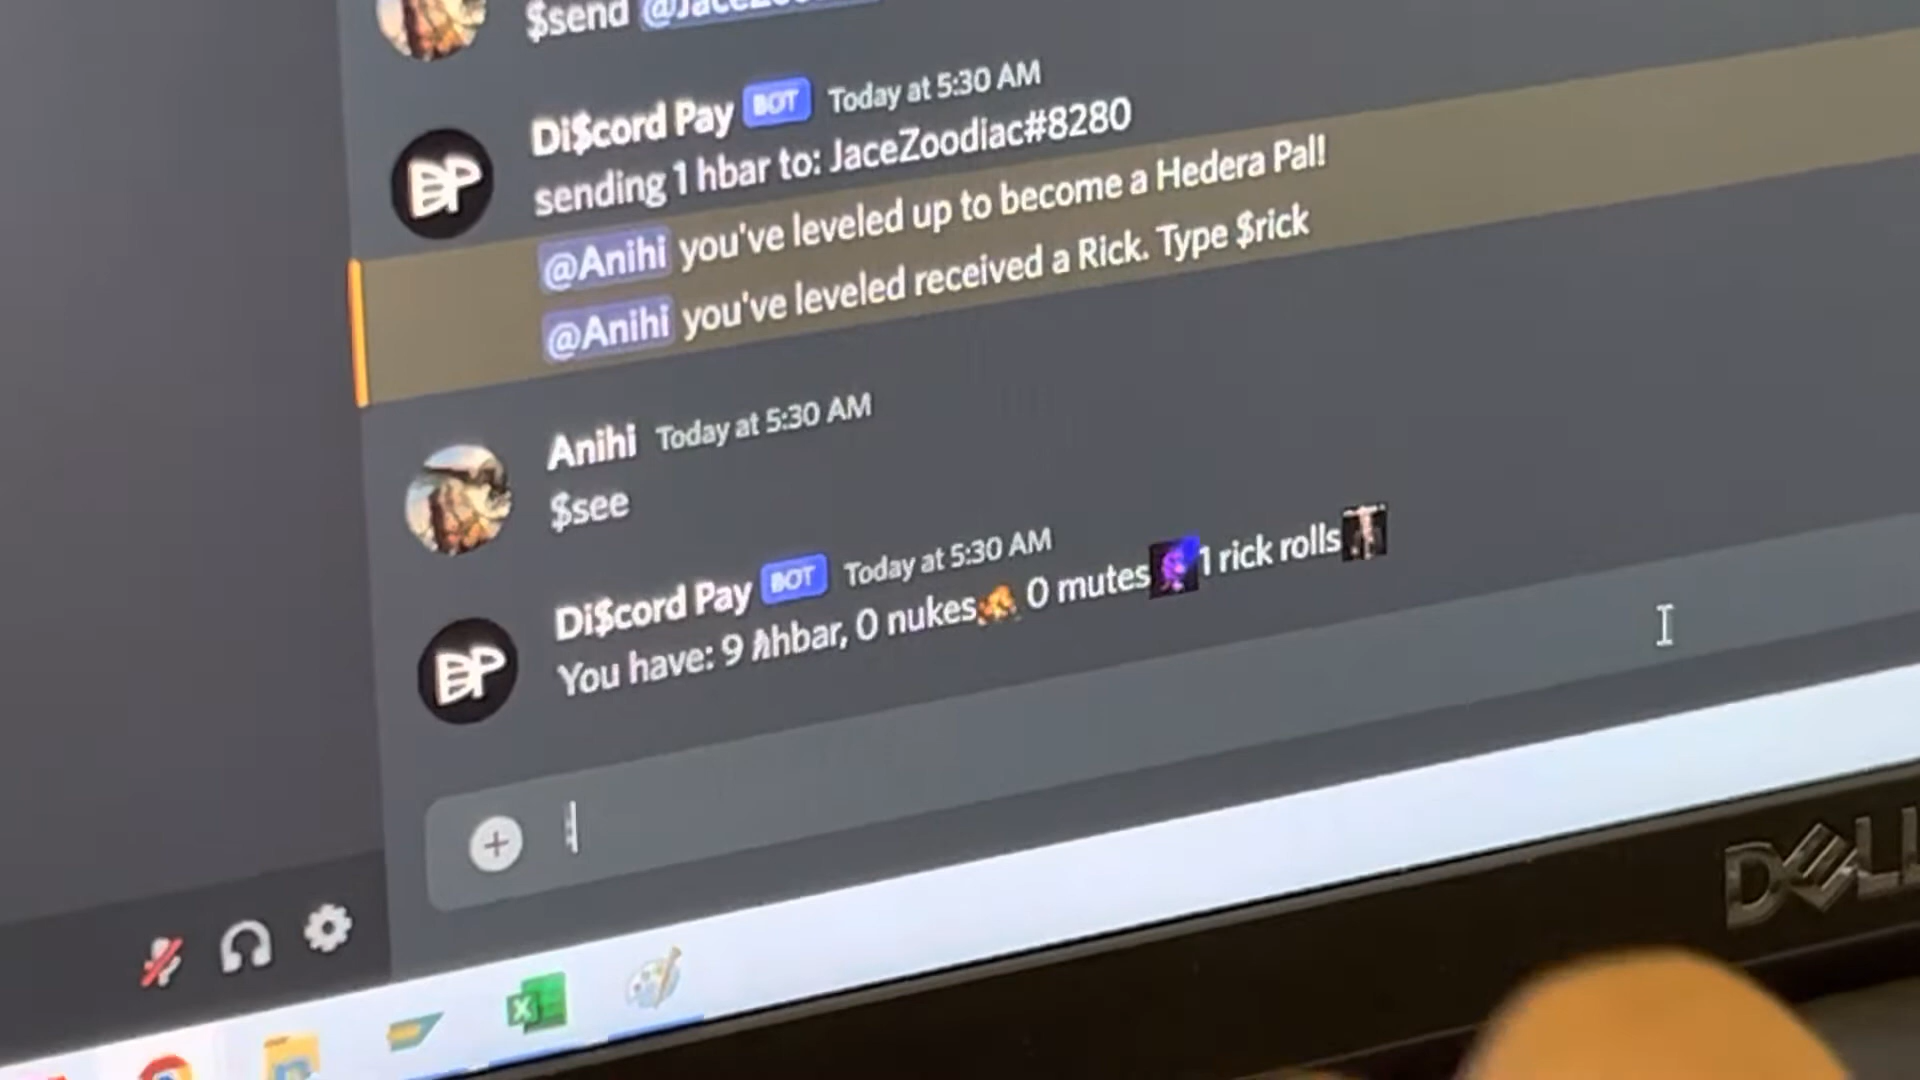 $send
Di$cord Pay BOT Today at 5:30 AM
sending 1 hbar to: JaceZoodiac#8280
@Anihi you've leveled up to become a Hedera Pal!
@Anihi you've leveled received a Rick. Type $rick
Anihi Today at 5:30 AM
$see
Di$cord Pay BOT Today at 5:30 AM
You have: 9 hbar, 0 nukes 0 mutes 1 rick rolls
DELL